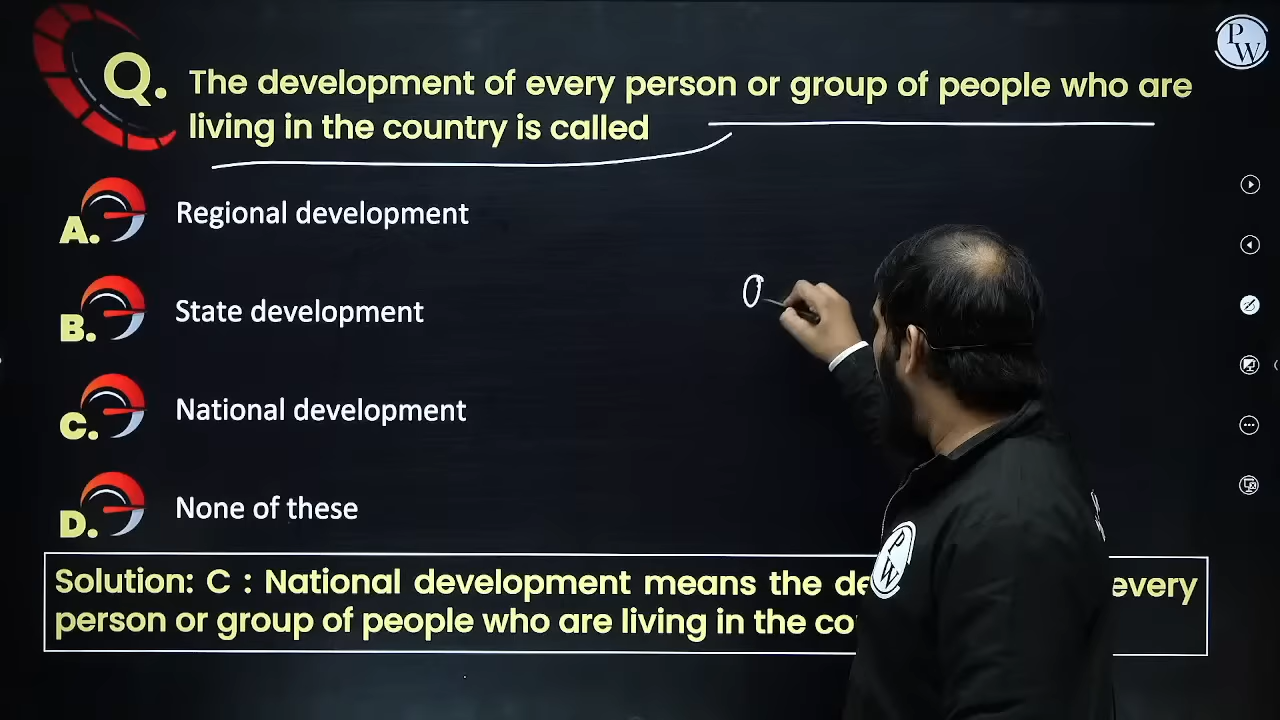 PW
Q. The development of every person or group of people who are
living in the country is called
A. Regional development
B. State development
C. National development
D. None of these
Solution: C : National development means the de every
person or group of people who are living in the co
PW